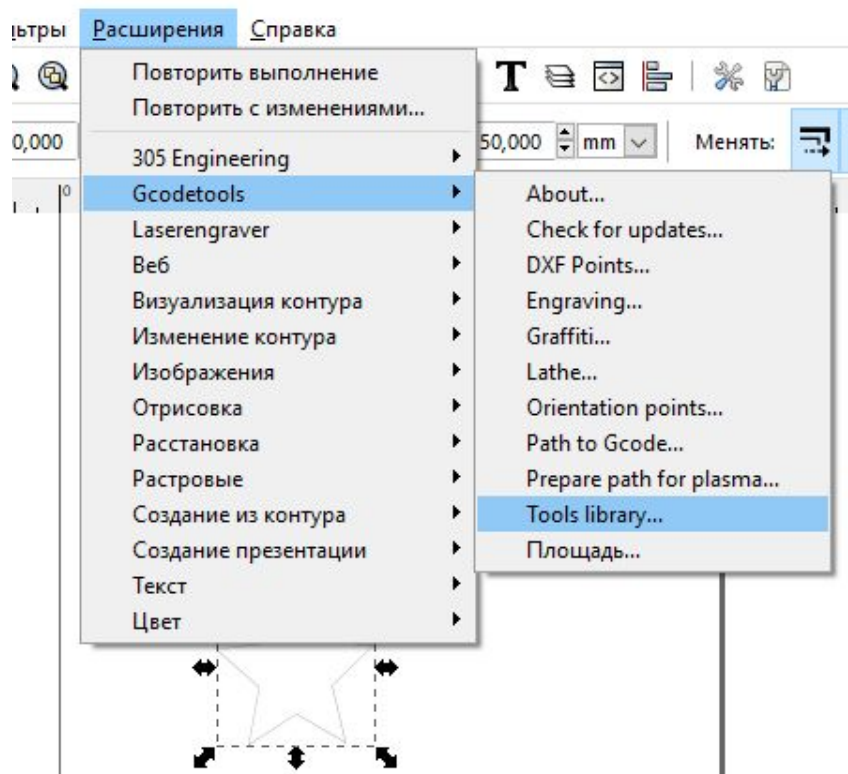 Расширения Справка
0,000
50,000 mm Менять:
0
Повторить выполнение
Повторить с изменениями...
305 Engineering
Gcodetools
Laserengraver
Веб
Визуализация контура
Изменение контура
Изображения
Отрисовка
Расстановка
Растровые
Создание из контура
Создание презентации
Текст
Цвет
About...
Check for updates...
DXF Points...
Engraving...
Graffiti...
Lathe...
Orientation points...
Path to Gcode...
Prepare path for plasma...
Tools library...
Площадь...